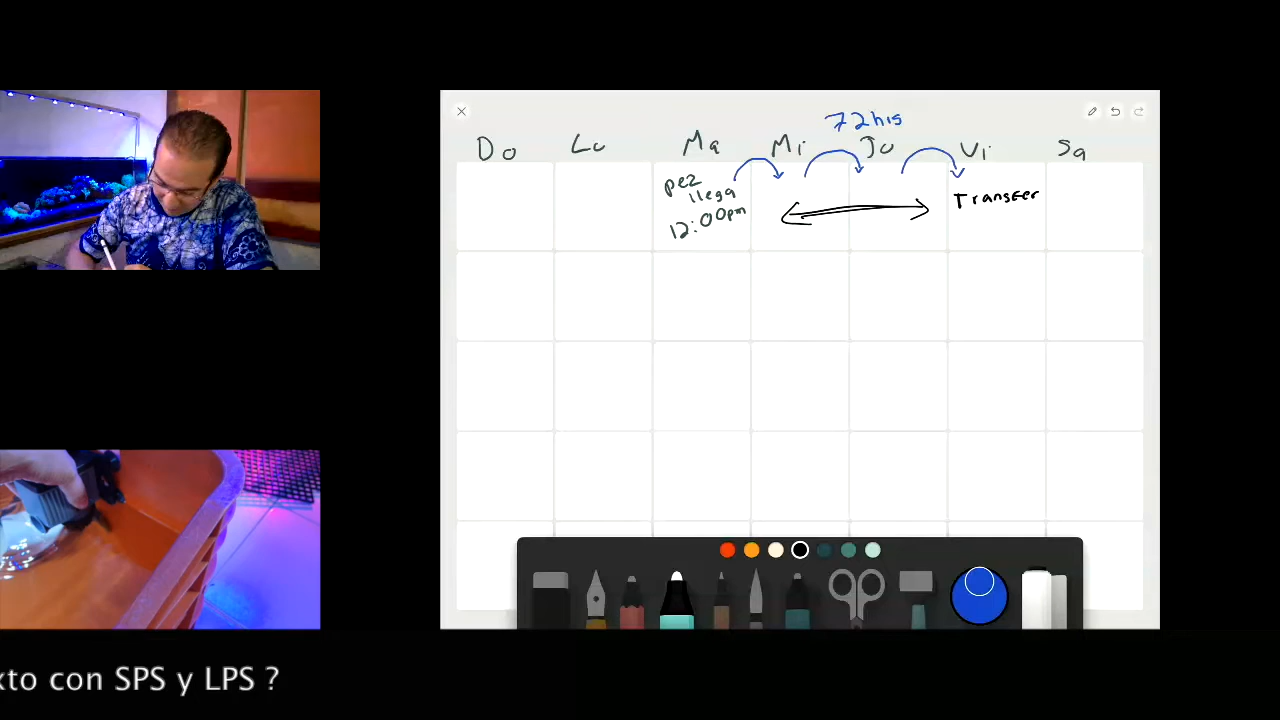 72hrs
Do Lu Ma Mi Ju Vi Sa
pez
llega
12:00pm
Transfer
xto con SPS y LPS ?